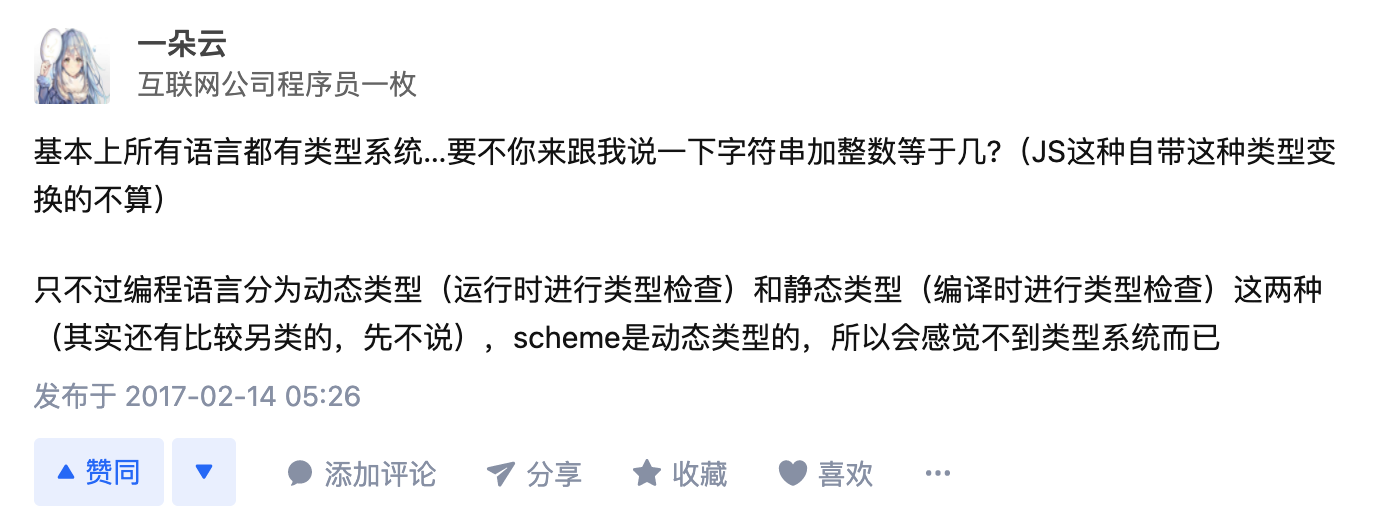 一朵云
互联网公司程序员一枚
基本上所有语言都有类型系统...要不你来跟我说一下字符串加整数等于几?（JS这种自带这种类型变
换的不算）
只不过编程语言分为动态类型（运行时进行类型检查）和静态类型（编译时进行类型检查）这两种
（其实还有比较另类的，先不说），scheme是动态类型的，所以会感觉不到类型系统而已
发布于 2017-02-14 05:26
赞同 添加评论 分享 收藏 喜欢 ···